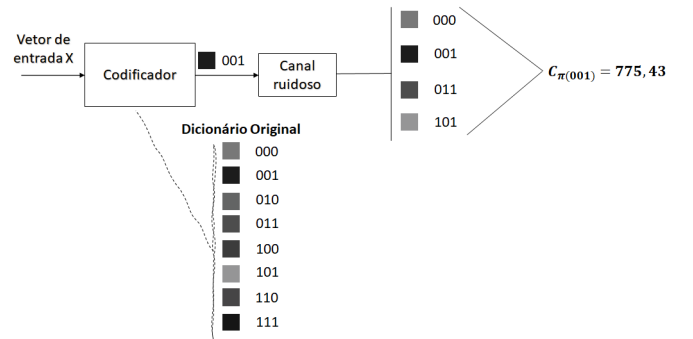 Vetor de
entrada X
Codificador
001
Canal
ruidoso
000
001
011
101
C_{π(001)} = 775,43
Dicionário Original
000
001
010
011
100
101
110
111